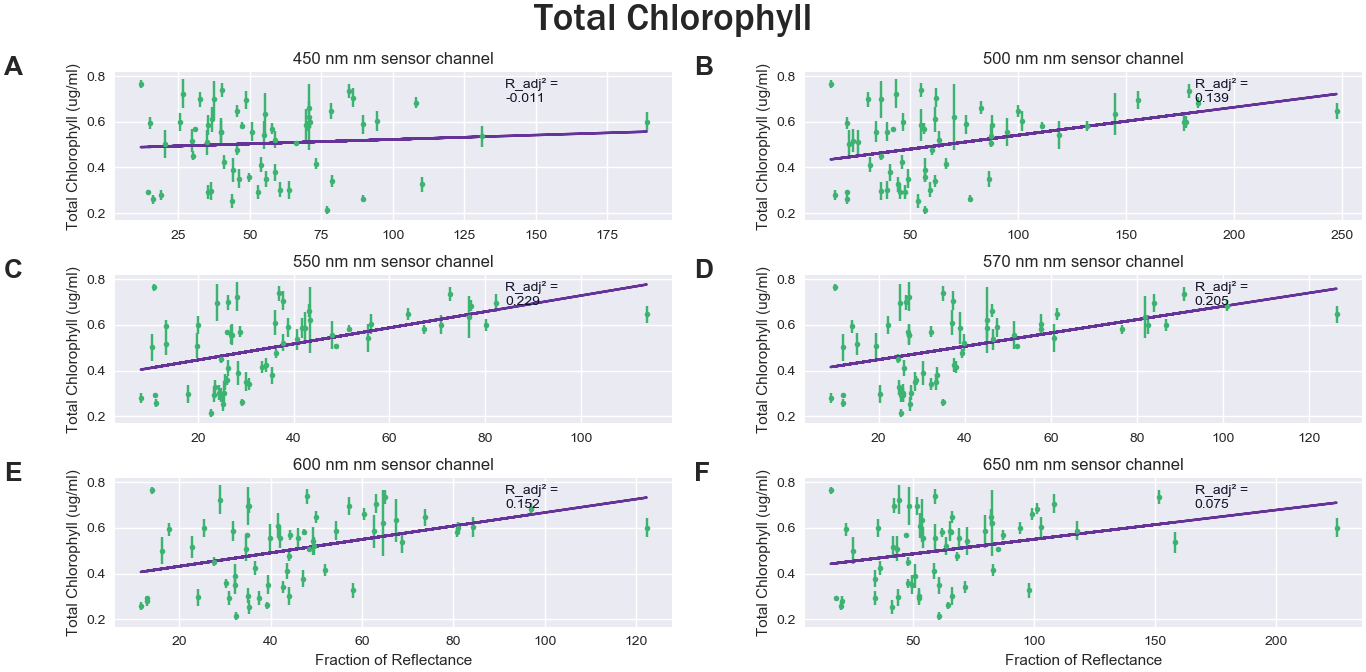 Total Chlorophyll
A
450 nm nm sensor channel
Total Chlorophyll (ug/ml)
0.8
0.6
0.4
0.2
R_adj² =
-0.011
25 50 75 100 125 150 175
B
500 nm nm sensor channel
Total Chlorophyll (ug/ml)
0.8
0.6
0.4
0.2
R_adj² =
0.139
50 100 150 200 250
C
550 nm nm sensor channel
Total Chlorophyll (ug/ml)
0.8
0.6
0.4
0.2
R_adj² =
0.229
20 40 60 80 100
D
570 nm nm sensor channel
Total Chlorophyll (ug/ml)
0.8
0.6
0.4
0.2
R_adj² =
0.205
20 40 60 80 100 120
E
600 nm nm sensor channel
Total Chlorophyll (ug/ml)
0.8
0.6
0.4
0.2
R_adj² =
0.152
20 40 60 80 100 120
Fraction of Reflectance
F
650 nm nm sensor channel
Total Chlorophyll (ug/ml)
0.8
0.6
0.4
0.2
R_adj² =
0.075
50 100 150 200
Fraction of Reflectance